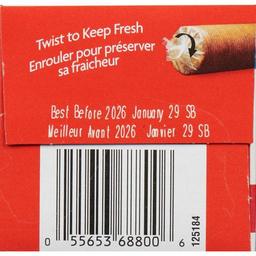 Twist to Keep Fresh
Enrouler pour préserver
sa fraicheur
Best Before 2026 January 29 SB
Meilleur Avant 2026 Janvier 29 SB
0 55653 68800 6
125184